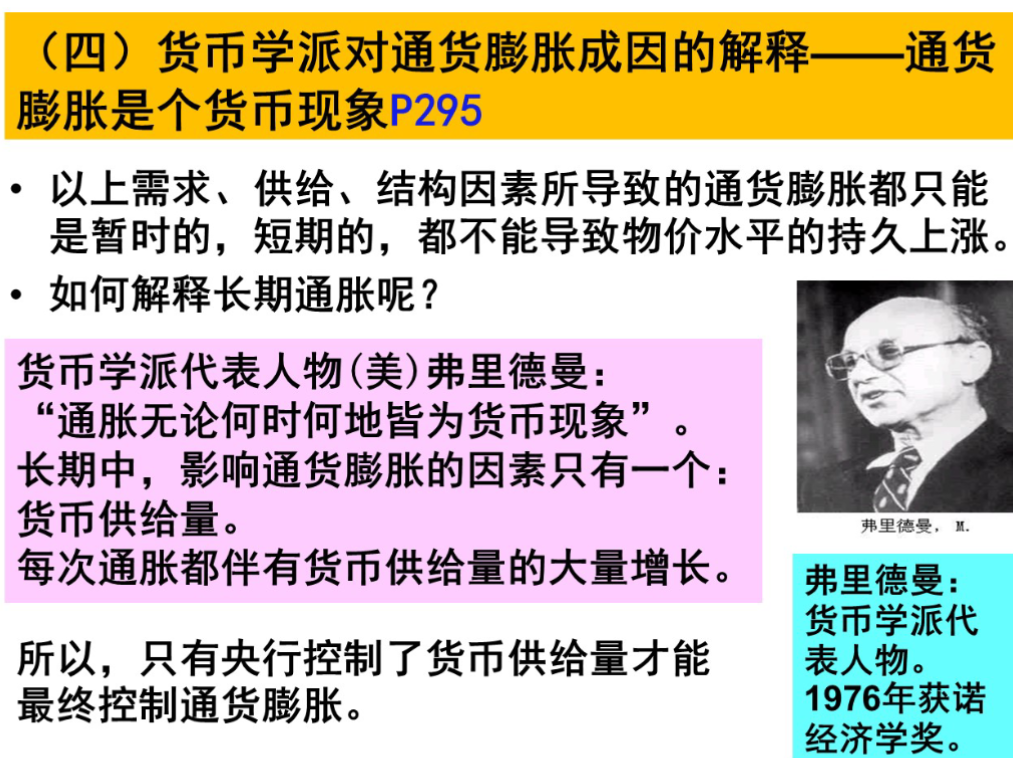 （四）货币学派对通货膨胀成因的解释——通货
膨胀是个货币现象P295
• 以上需求、供给、结构因素所导致的通货膨胀都只能
是暂时的，短期的，都不能导致物价水平的持久上涨。
• 如何解释长期通胀呢？
货币学派代表人物(美)弗里德曼：
“通胀无论何时何地皆为货币现象”。
长期中，影响通货膨胀的因素只有一个：
货币供给量。
每次通胀都伴有货币供给量的大量增长。
弗里德曼， M.
所以，只有央行控制了货币供给量才能
最终控制通货膨胀。
弗里德曼：
货币学派代
表人物。
1976年获诺
经济学奖。